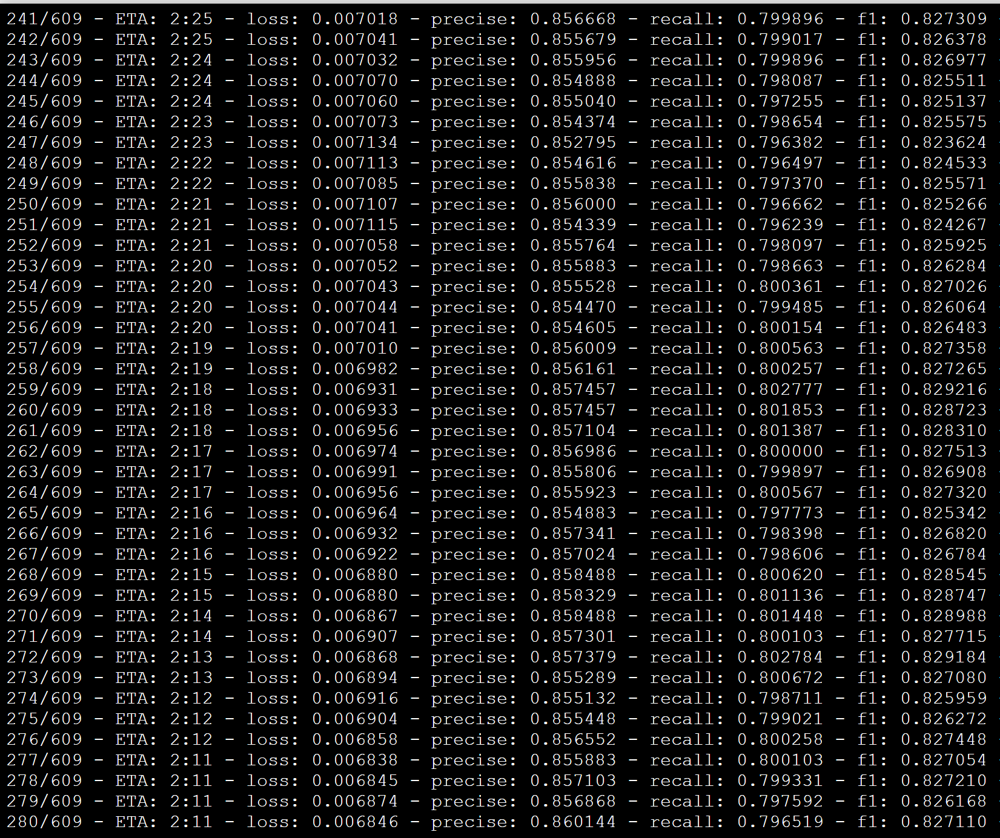 241/609 - ETA: 2:25 - loss: 0.007018 - precise: 0.856668 - recall: 0.799896 - f1: 0.827309
242/609 - ETA: 2:25 - loss: 0.007041 - precise: 0.855679 - recall: 0.799017 - f1: 0.826378
243/609 - ETA: 2:24 - loss: 0.007032 - precise: 0.855956 - recall: 0.799896 - f1: 0.826977
244/609 - ETA: 2:24 - loss: 0.007070 - precise: 0.854888 - recall: 0.798087 - f1: 0.825511
245/609 - ETA: 2:24 - loss: 0.007060 - precise: 0.855040 - recall: 0.797255 - f1: 0.825137
246/609 - ETA: 2:23 - loss: 0.007073 - precise: 0.854374 - recall: 0.798654 - f1: 0.825575
247/609 - ETA: 2:23 - loss: 0.007134 - precise: 0.852795 - recall: 0.796382 - f1: 0.823624
248/609 - ETA: 2:22 - loss: 0.007113 - precise: 0.854616 - recall: 0.796497 - f1: 0.824533
249/609 - ETA: 2:22 - loss: 0.007085 - precise: 0.855838 - recall: 0.797370 - f1: 0.825571
250/609 - ETA: 2:21 - loss: 0.007107 - precise: 0.856000 - recall: 0.796662 - f1: 0.825266
251/609 - ETA: 2:21 - loss: 0.007115 - precise: 0.854339 - recall: 0.796239 - f1: 0.824267
252/609 - ETA: 2:21 - loss: 0.007058 - precise: 0.855764 - recall: 0.798097 - f1: 0.825925
253/609 - ETA: 2:20 - loss: 0.007052 - precise: 0.855883 - recall: 0.798663 - f1: 0.826284
254/609 - ETA: 2:20 - loss: 0.007043 - precise: 0.855528 - recall: 0.800361 - f1: 0.827026
255/609 - ETA: 2:20 - loss: 0.007044 - precise: 0.854470 - recall: 0.799485 - f1: 0.826064
256/609 - ETA: 2:20 - loss: 0.007041 - precise: 0.854605 - recall: 0.800154 - f1: 0.826483
257/609 - ETA: 2:19 - loss: 0.007010 - precise: 0.856009 - recall: 0.800563 - f1: 0.827358
258/609 - ETA: 2:19 - loss: 0.006982 - precise: 0.856161 - recall: 0.800257 - f1: 0.827265
259/609 - ETA: 2:18 - loss: 0.006931 - precise: 0.857457 - recall: 0.802777 - f1: 0.829216
260/609 - ETA: 2:18 - loss: 0.006933 - precise: 0.857457 - recall: 0.801853 - f1: 0.828723
261/609 - ETA: 2:18 - loss: 0.006956 - precise: 0.857104 - recall: 0.801387 - f1: 0.828310
262/609 - ETA: 2:17 - loss: 0.006974 - precise: 0.856986 - recall: 0.800000 - f1: 0.827513
263/609 - ETA: 2:17 - loss: 0.006991 - precise: 0.855806 - recall: 0.799897 - f1: 0.826908
264/609 - ETA: 2:17 - loss: 0.006956 - precise: 0.855923 - recall: 0.800567 - f1: 0.827320
265/609 - ETA: 2:16 - loss: 0.006964 - precise: 0.854883 - recall: 0.797773 - f1: 0.825342
266/609 - ETA: 2:16 - loss: 0.006932 - precise: 0.857341 - recall: 0.798398 - f1: 0.826820
267/609 - ETA: 2:16 - loss: 0.006922 - precise: 0.857024 - recall: 0.798606 - f1: 0.826784
268/609 - ETA: 2:15 - loss: 0.006880 - precise: 0.858488 - recall: 0.800620 - f1: 0.828545
269/609 - ETA: 2:15 - loss: 0.006880 - precise: 0.858329 - recall: 0.801136 - f1: 0.828747
270/609 - ETA: 2:14 - loss: 0.006867 - precise: 0.858488 - recall: 0.801448 - f1: 0.828988
271/609 - ETA: 2:14 - loss: 0.006907 - precise: 0.857301 - recall: 0.800103 - f1: 0.827715
272/609 - ETA: 2:13 - loss: 0.006868 - precise: 0.857379 - recall: 0.802784 - f1: 0.829184
273/609 - ETA: 2:13 - loss: 0.006894 - precise: 0.855289 - recall: 0.800672 - f1: 0.827080
274/609 - ETA: 2:12 - loss: 0.006916 - precise: 0.855132 - recall: 0.798711 - f1: 0.825959
275/609 - ETA: 2:12 - loss: 0.006904 - precise: 0.855448 - recall: 0.799021 - f1: 0.826272
276/609 - ETA: 2:12 - loss: 0.006858 - precise: 0.856552 - recall: 0.800258 - f1: 0.827448
277/609 - ETA: 2:11 - loss: 0.006838 - precise: 0.855883 - recall: 0.800103 - f1: 0.827054
278/609 - ETA: 2:11 - loss: 0.006845 - precise: 0.857103 - recall: 0.799331 - f1: 0.827210
279/609 - ETA: 2:11 - loss: 0.006874 - precise: 0.856868 - recall: 0.797592 - f1: 0.826168
280/609 - ETA: 2:11 - loss: 0.006846 - precise: 0.860144 - recall: 0.796519 - f1: 0.827110